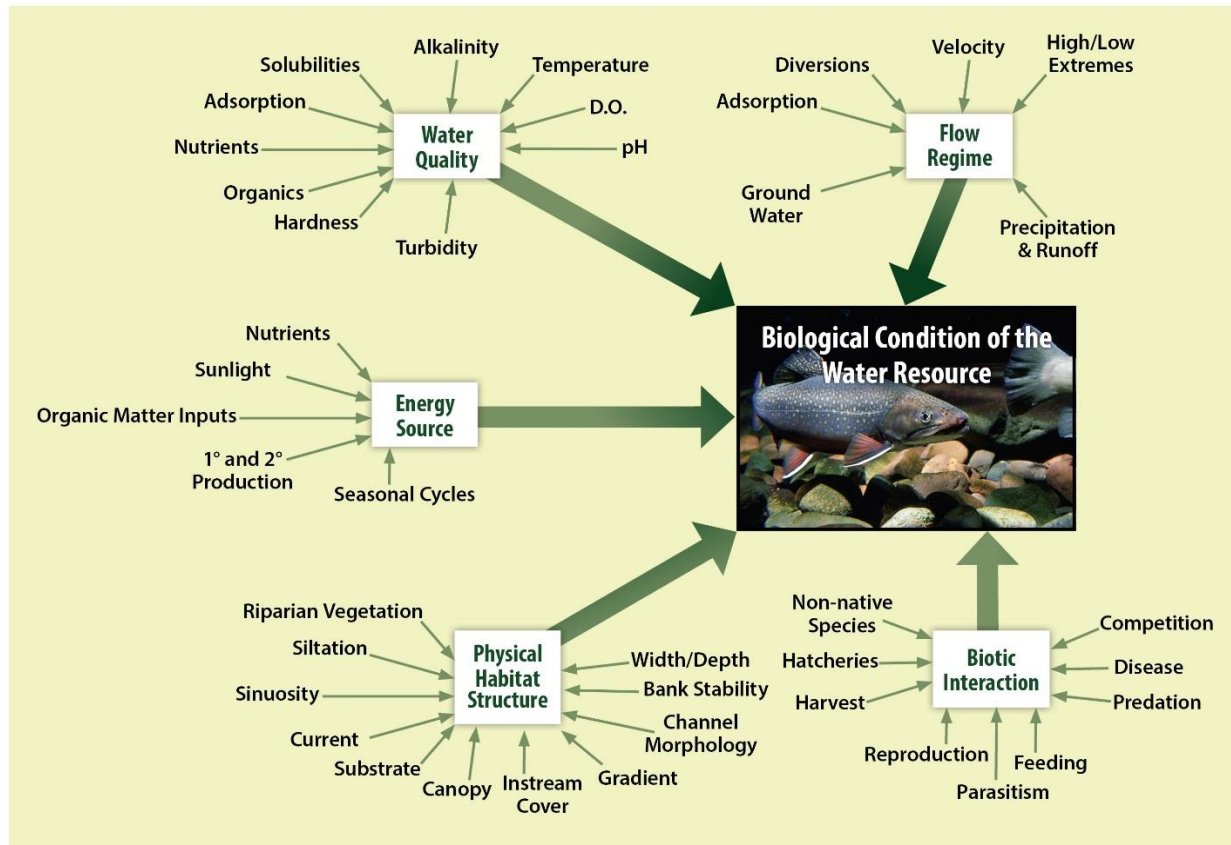 Alkalinity
Solubilities
Temperature
Adsorption
D.O.
Nutrients
pH
Organics
Hardness
Turbidity
Water
Quality
Velocity
High/Low
Extremes
Diversions
Adsorption
Flow
Regime
Ground
Water
Precipitation
& Runoff
Biological Condition of the
Water Resource
Nutrients
Sunlight
Organic Matter Inputs
1° and 2°
Production
Seasonal Cycles
Energy
Source
Riparian Vegetation
Siltation
Sinuosity
Current
Substrate
Canopy
Instream
Cover
Gradient
Channel
Morphology
Bank Stability
Width/Depth
Physical
Habitat
Structure
Non-native
Species
Hatcheries
Harvest
Reproduction
Parasitism
Feeding
Predation
Disease
Competition
Biotic
Interaction